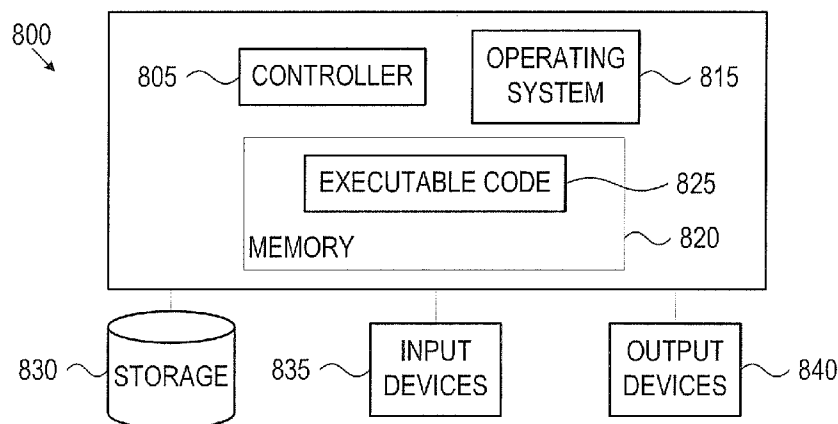 800
805
CONTROLLER
OPERATING
SYSTEM
815
EXECUTABLE CODE
825
MEMORY
820
830
STORAGE
835
INPUT
DEVICES
OUTPUT
DEVICES
840